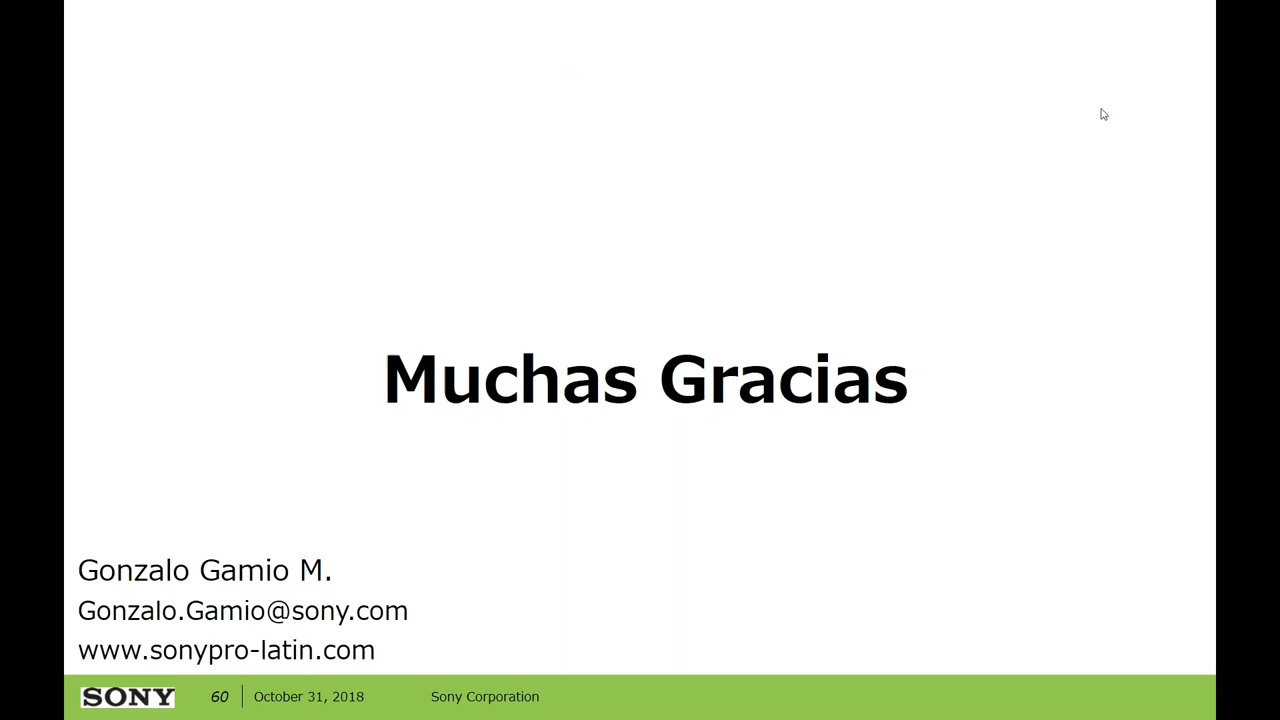 Muchas Gracias
Gonzalo Gamio M.
Gonzalo.Gamio@sony.com
www.sonypro-latin.com
SONY 60 October 31, 2018 Sony Corporation